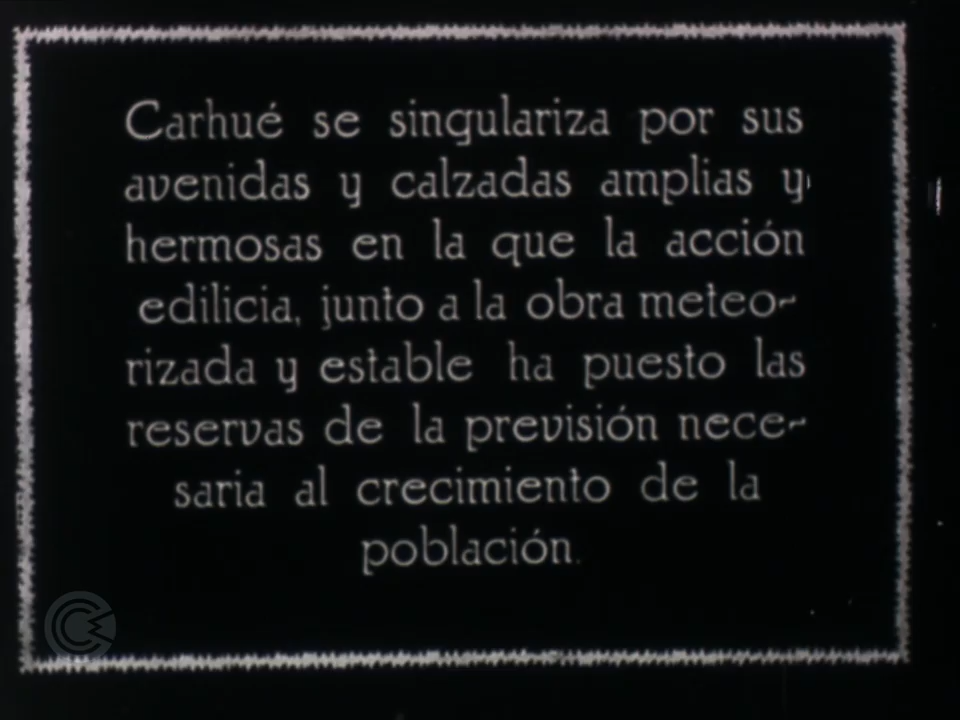 Carhué se singulariza por sus
avenidas y calzadas amplias y
hermosas en la que la acción
edilicia, junto a la obra meteo-
rizada y estable ha puesto las
reservas de la previsión nece-
saria al crecimiento de la
población.